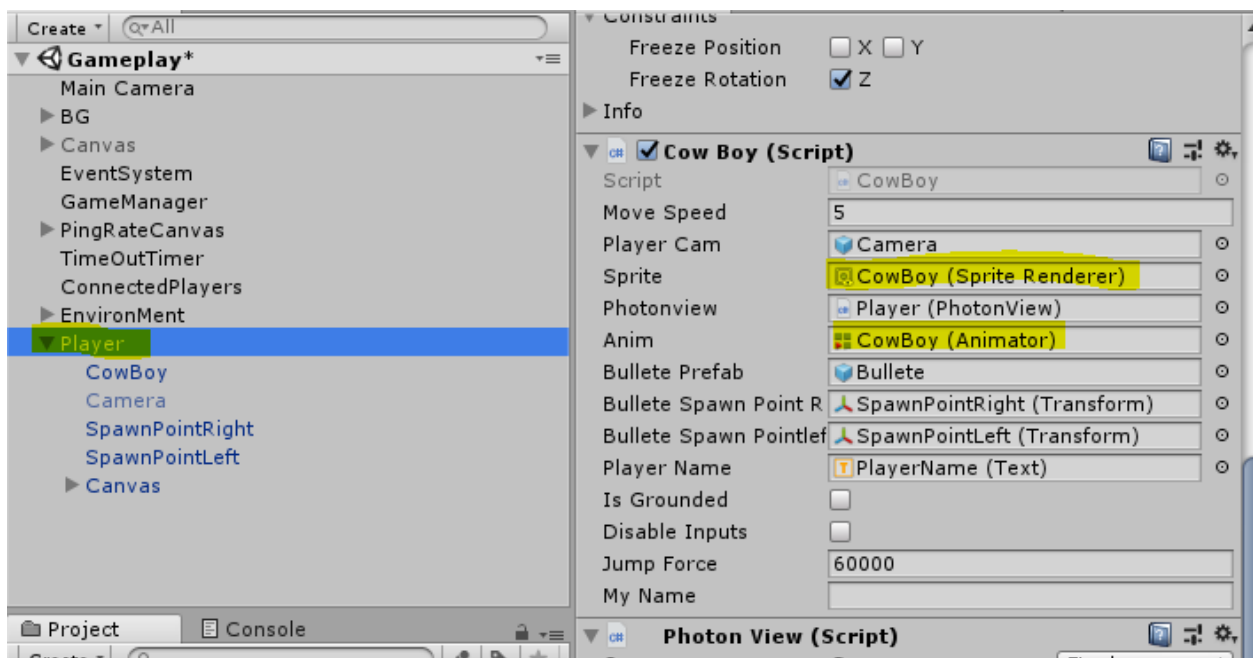 Create All
Gameplay*
Main Camera
BG
Canvas
EventSystem
GameManager
PingRateCanvas
TimeOutTimer
ConnectedPlayers
EnvironMent
Player
CowBoy
Camera
SpawnPointRight
SpawnPointLeft
Canvas
Project Console
Create
Constraints
Freeze Position X Y
Freeze Rotation Z
Info
Cow Boy (Script)
Script CowBoy
Move Speed 5
Player Cam Camera
Sprite CowBoy (Sprite Renderer)
Photonview Player (PhotonView)
Anim CowBoy (Animator)
Bullete Prefab Bullete
Bullete Spawn Point R SpawnPointRight (Transform)
Bullete Spawn Pointlef SpawnPointLeft (Transform)
Player Name PlayerName (Text)
Is Grounded
Disable Inputs
Jump Force 60000
My Name
Photon View (Script)